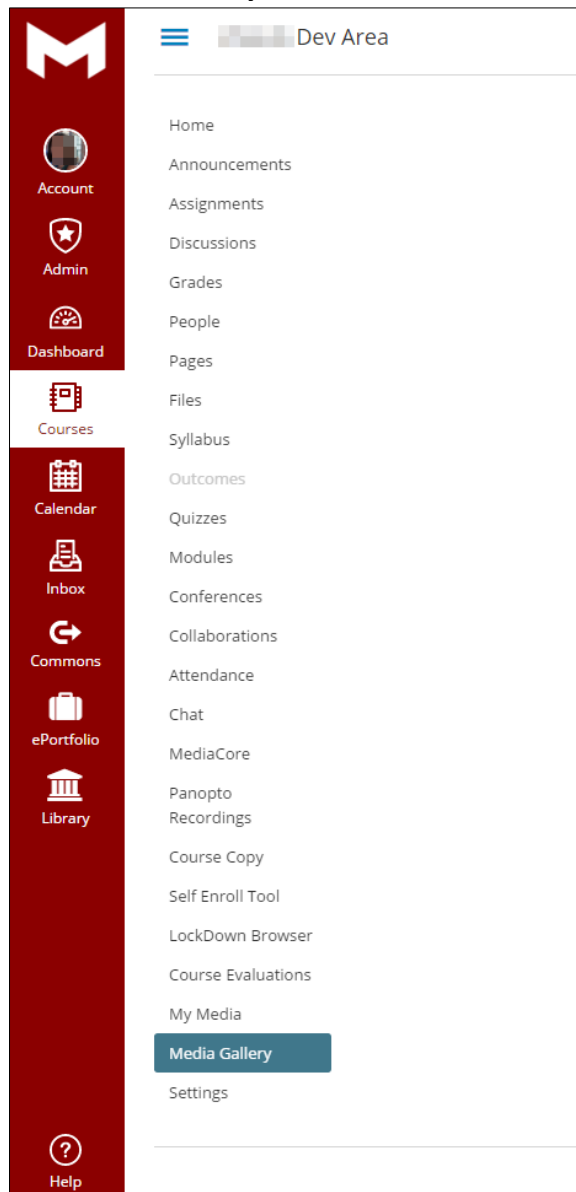 Dev Area
Account
Admin
Dashboard
Courses
Calendar
Inbox
Commons
ePortfolio
Library
Help
Home
Announcements
Assignments
Discussions
Grades
People
Pages
Files
Syllabus
Outcomes
Quizzes
Modules
Conferences
Collaborations
Attendance
Chat
MediaCore
Panopto
Recordings
Course Copy
Self Enroll Tool
LockDown Browser
Course Evaluations
My Media
Media Gallery
Settings